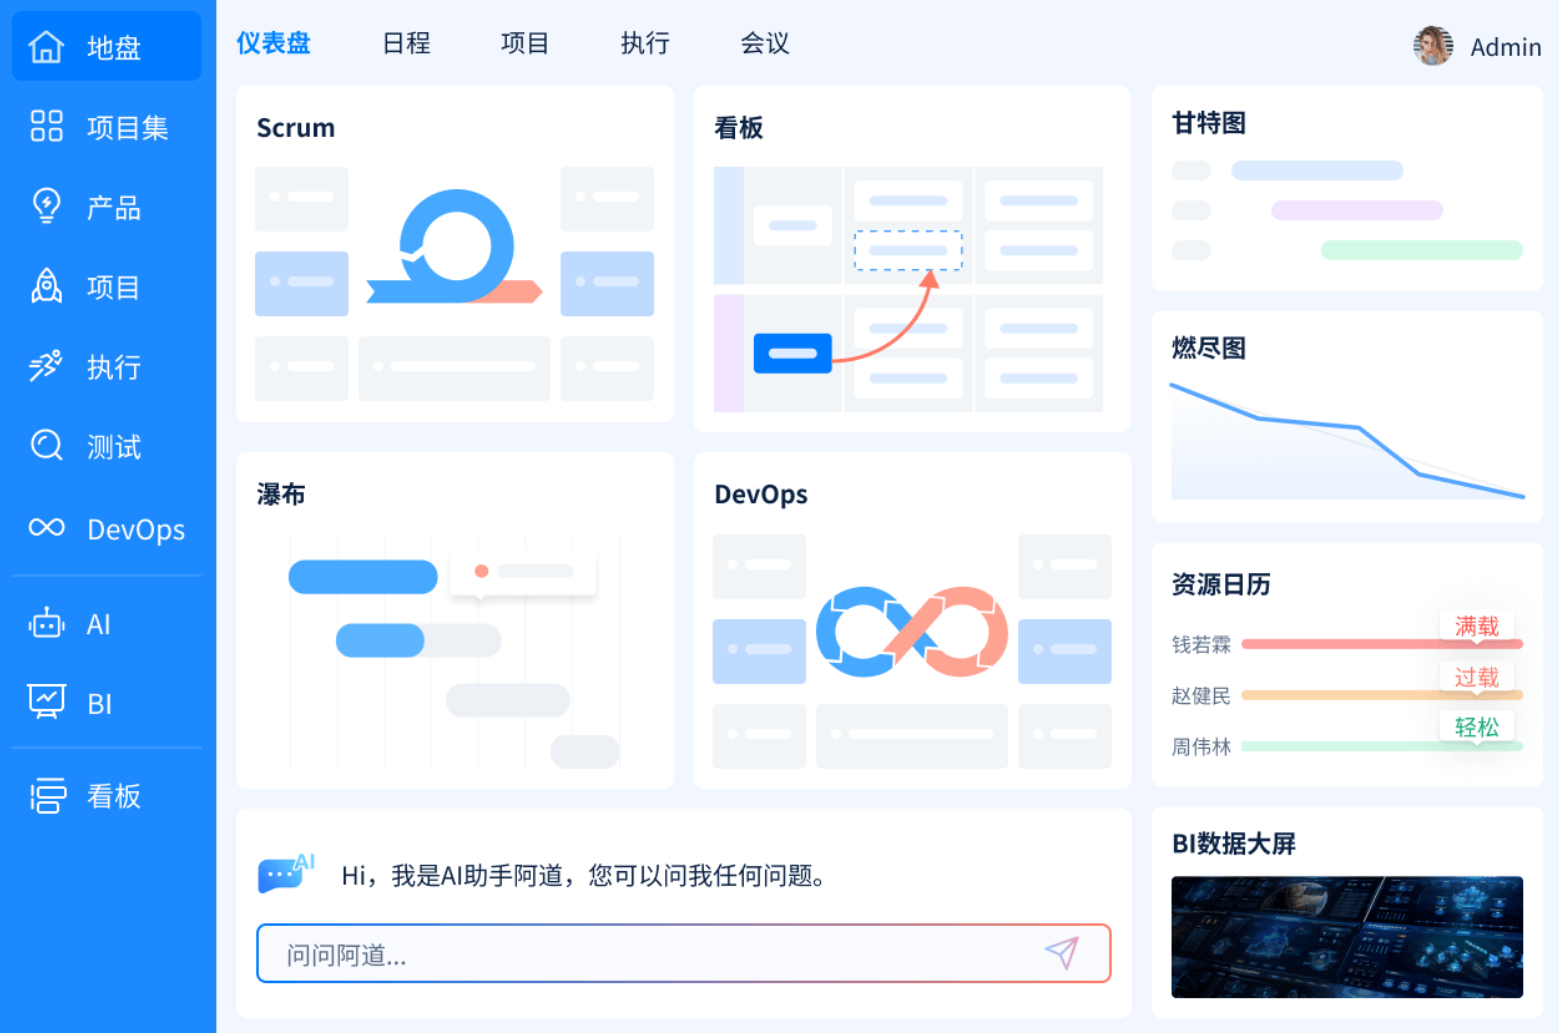 地盘
项目集
产品
项目
执行
测试
DevOps
AI
BI
看板
仪表盘
日程
项目
执行
会议
Admin
Scrum
看板
甘特图
燃尽图
瀑布
DevOps
资源日历
满载
钱若霖
过载
赵健民
轻松
周伟林
AI
Hi，我是AI助手阿道，您可以问我任何问题。
问问阿道...
BI数据大屏